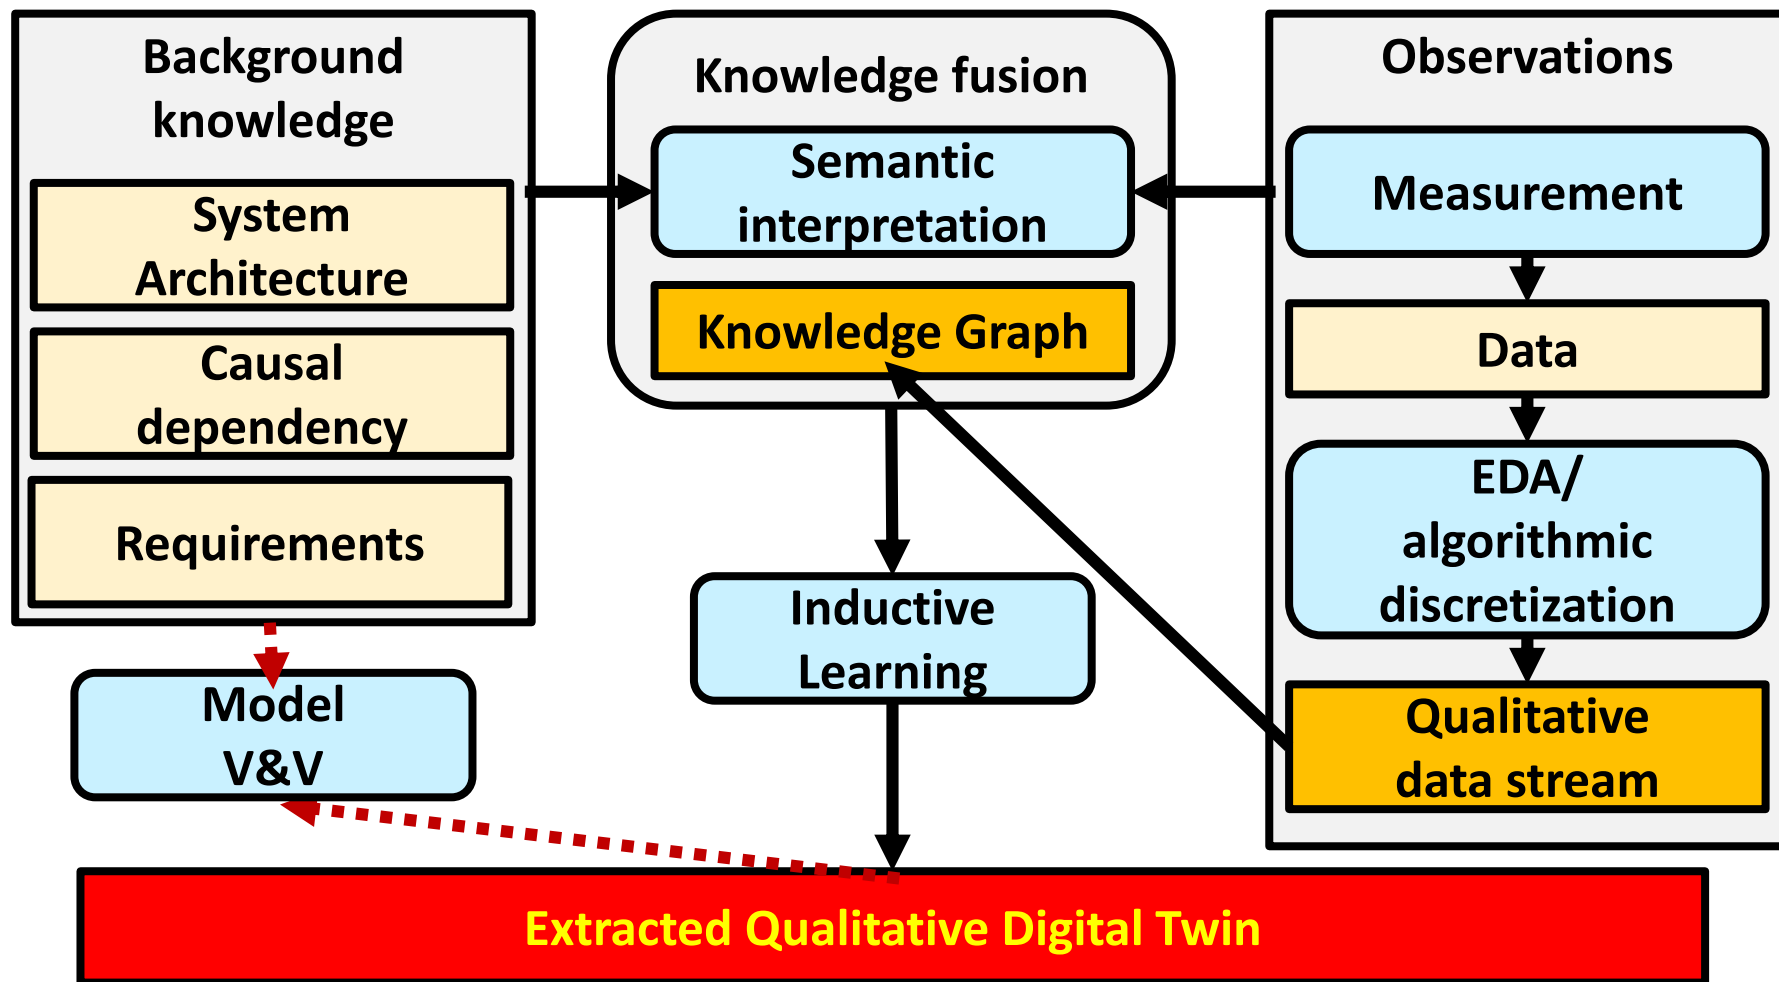 Background
knowledge
System
Architecture
Causal
dependency
Requirements
Model
V&V
Knowledge fusion
Semantic
interpretation
Knowledge Graph
Inductive
Learning
Observations
Measurement
Data
EDA/
algorithmic
discretization
Qualitative
data stream
Extracted Qualitative Digital Twin